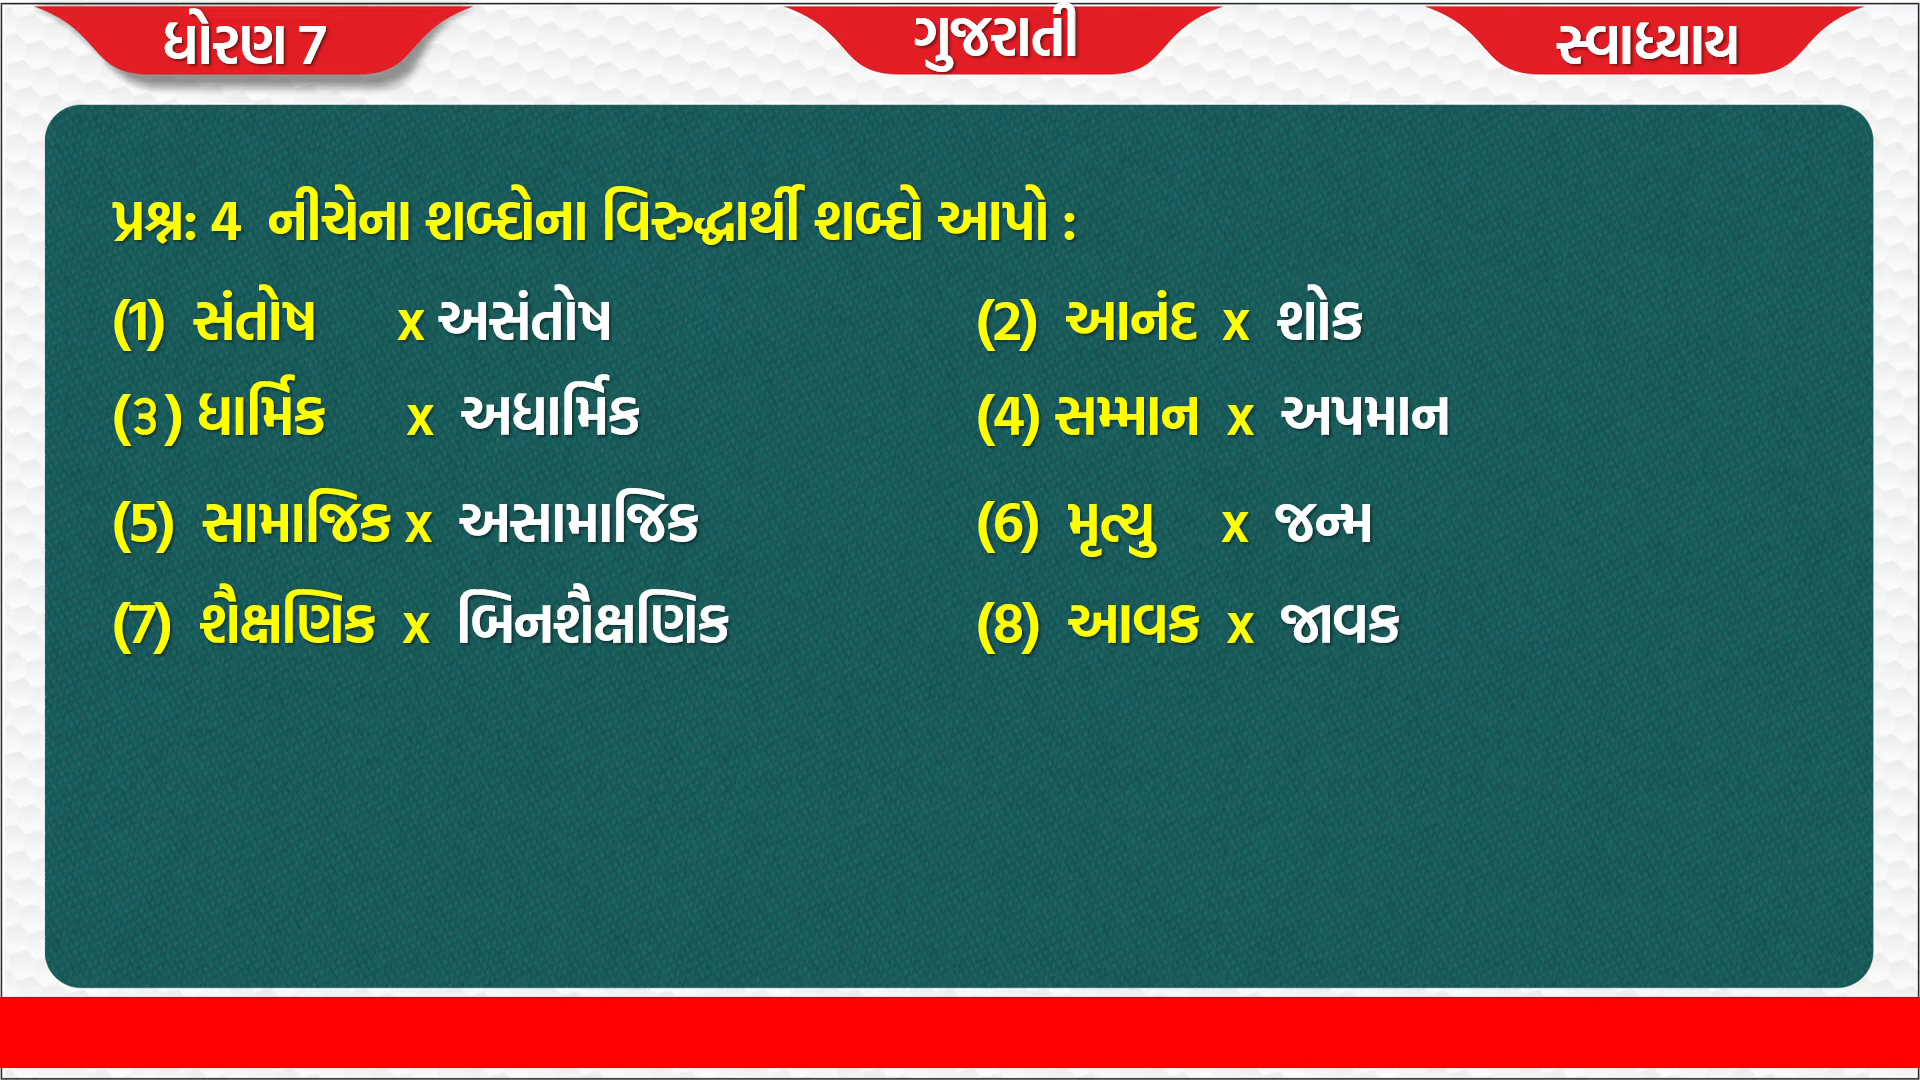 ધોરણ 7
ગુજરાતી
સ્વાધ્યાય
પ્રશ્ન: 4 નીચેના શબ્દોના વિરુદ્ધાર્થી શબ્દો આપો :
(1) સંતોષ x અસંતોષ
(2) આનંદ x શોક
(૩) ધાર્મિક x અધાર્મિક
(4) સમ્માન x અપમાન
(5) સામાજિક x અસામાજિક
(6) મૃત્યુ x જન્મ
(7) શૈક્ષણિક x બિનશૈક્ષણિક
(8) આવક x જાવક